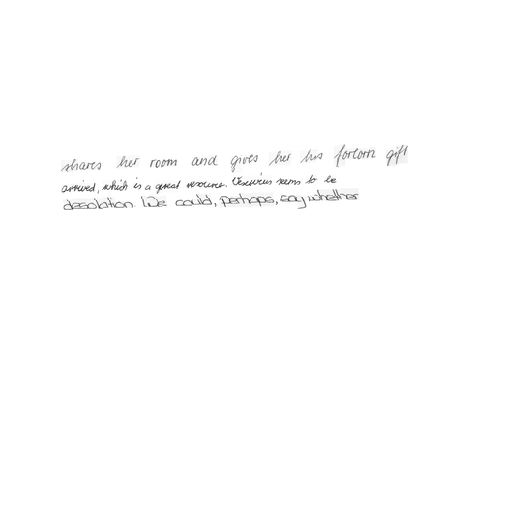 shares her room and gives her his forlorn gift
arrived, which is a great resource. Vesuvius seems to be
desolation. We could, perhaps, say whether